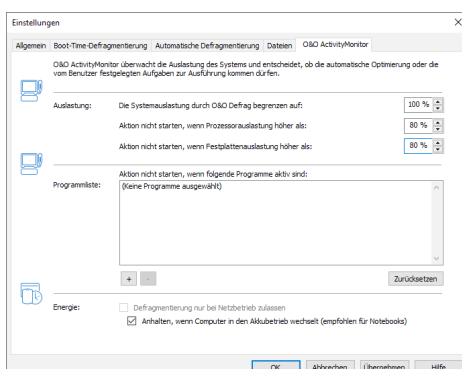 Einstellungen
Allgemein Boot-Time-Defragmentierung Automatische Defragmentierung Dateien O&O ActivityMonitor
O&O ActivityMonitor überwacht die Auslastung des Systems und entscheidet, ob die automatische Optimierung oder die
vom Benutzer festgelegten Aufgaben zur Ausführung kommen dürfen.
Auslastung: Die Systemauslastung durch O&O Defrag begrenzen auf: 100 %
Aktion nicht starten, wenn Prozessorauslastung höher als: 80 %
Aktion nicht starten, wenn Festplattenauslastung höher als: 80 %
Aktion nicht starten, wenn folgende Programme aktiv sind:
Programmliste: (Keine Programme ausgewählt)
+ - Zurücksetzen
Energie: Defragmentierung nur bei Netzbetrieb zulassen
Anhalten, wenn Computer in den Akkubetrieb wechselt (empfohlen für Notebooks)
OK Abbrechen Übernehmen Hilfe